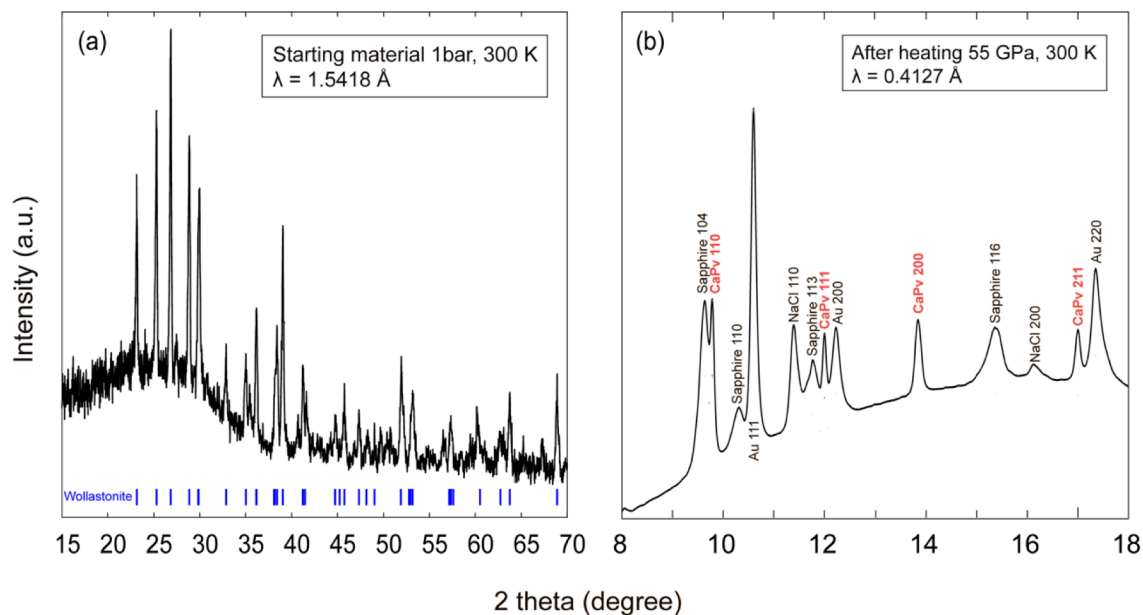 (a)
Starting material 1bar, 300 K
λ = 1.5418 Å
Wollastonite
15 20 25 30 35 40 45 50 55 60 65 70
(b)
After heating 55 GPa, 300 K
λ = 0.4127 Å
Sapphire 104
CaPv 110
Sapphire 110
Au 111
NaCl 110
Sapphire 113
CaPv 111
Au 200
CaPv 200
Sapphire 116
NaCl 200
CaPv 211
Au 220
8 10 12 14 16 18
Intensity (a.u.)
2 theta (degree)